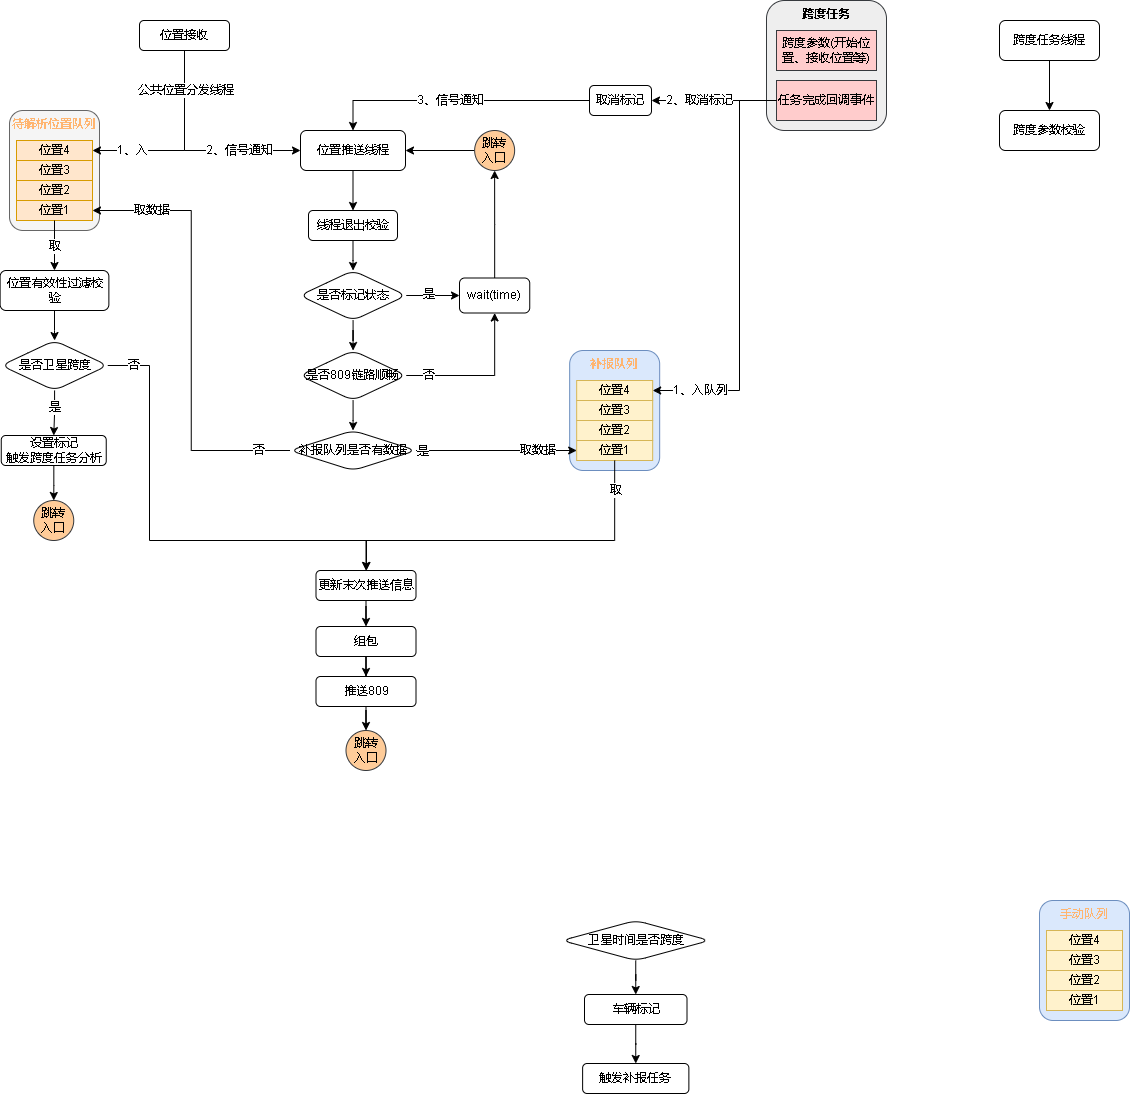 位置接收
公共位置分发线程
跨度任务
跨度参数(开始位
置、接收位置等)
任务完成回调事件
跨度任务线程
跨度参数校验
3、信号通知
取消标记
2、取消标记
待解析位置队列
位置4
位置3
位置2
位置1
1、入
2、信号通知
位置推送线程
跳转
入口
取数据
线程退出校验
取
位置有效性过滤校
验
是否标记状态
是
wait(time)
是否卫星跨度
否
是否809链路顺畅
否
补报队列
位置4
位置3
位置2
位置1
1、入队列
是
设置标记
触发跨度任务分析
否
补报队列是否有数据
是
取数据
取
跳转
入口
更新末次推送信息
组包
推送809
跳转
入口
卫星时间是否跨度
车辆标记
触发补报任务
手动队列
位置4
位置3
位置2
位置1